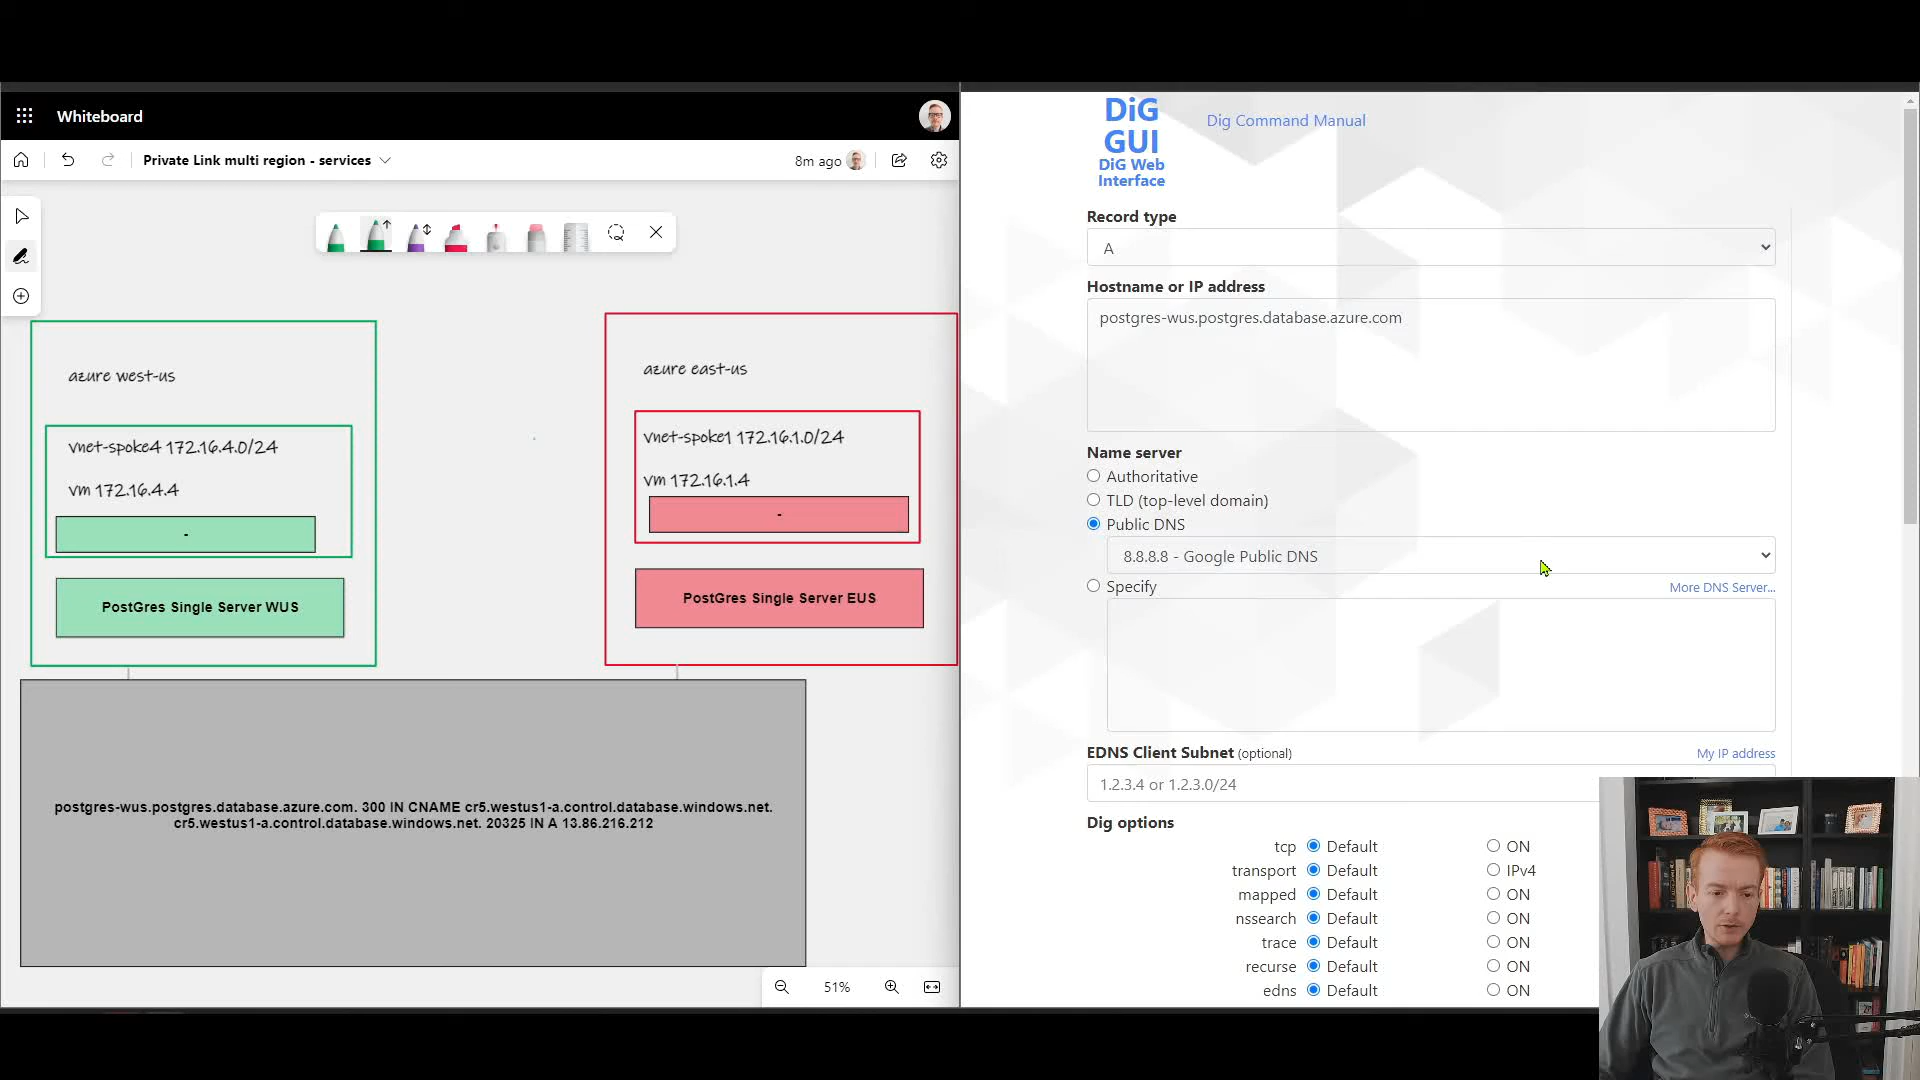 Whiteboard
Private Link multi region - services
8m ago
azure west-us
vnet-spoke4 172.16.4.0/24
vm 172.16.4.4
-
PostGres Single Server WUS
azure east-us
vnet-spoke1 172.16.1.0/24
vm 172.16.1.4
-
PostGres Single Server EUS
postgres-wus.postgres.database.azure.com. 300 IN CNAME cr5.westus1-a.control.database.windows.net.
cr5.westus1-a.control.database.windows.net. 20325 IN A 13.86.216.212
51%
DiG
GUI
DiG Web
Interface
Dig Command Manual
Record type
A
Hostname or IP address
postgres-wus.postgres.database.azure.com
Name server
Authoritative
TLD (top-level domain)
Public DNS
8.8.8.8 - Google Public DNS
Specify
More DNS Server...
EDNS Client Subnet (optional)
My IP address
1.2.3.4 or 1.2.3.0/24
Dig options
tcp Default ON
transport Default IPv4
mapped Default ON
nssearch Default ON
trace Default ON
recurse Default ON
edns Default ON